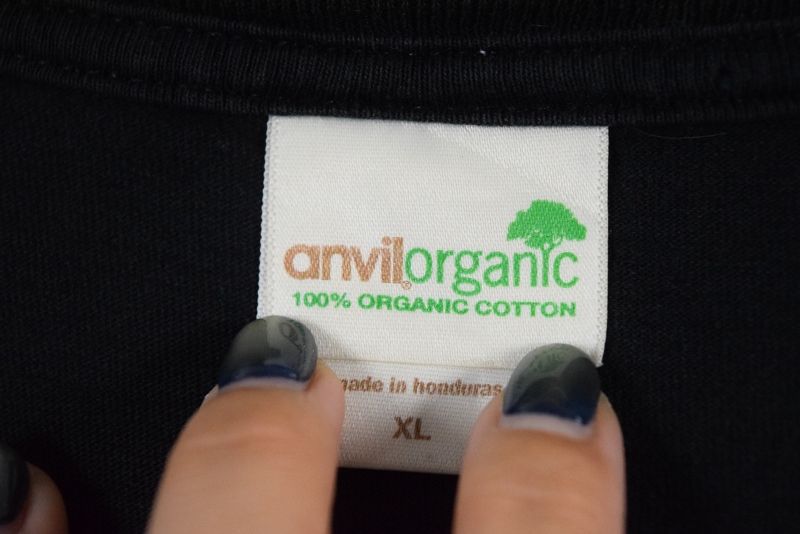 anvilorganic
100% ORGANIC COTTON
made in honduras
XL